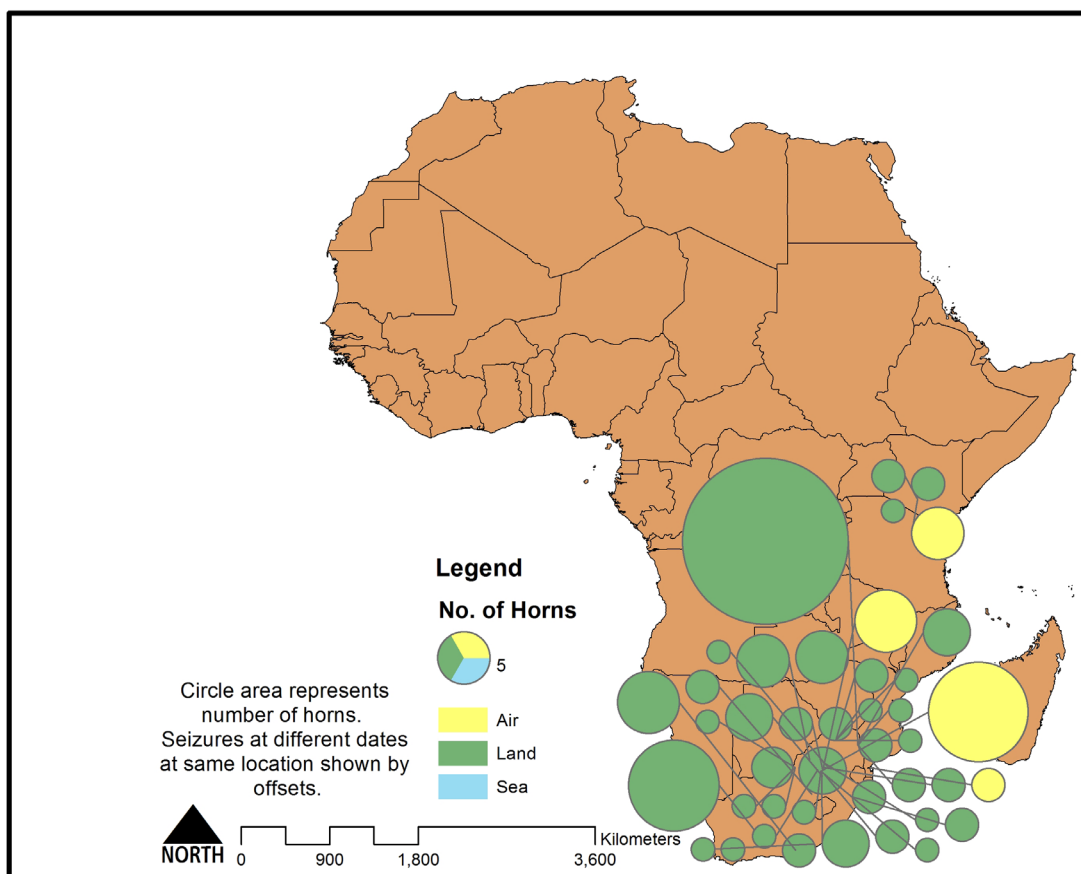 Legend
No. of Horns
5
Air
Land
Sea
Circle area represents
number of horns.
Seizures at different dates
at same location shown by
offsets.
NORTH
Kilometers
0 900 1,800 3,600